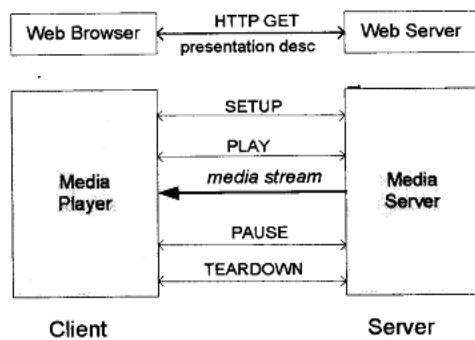 HTTP GET
Web Browser
Web Server
presentation desc
SETUP
PLAY
media stream
Media
Player
Media
Server
PAUSE
TEARDOWN
Client
Server